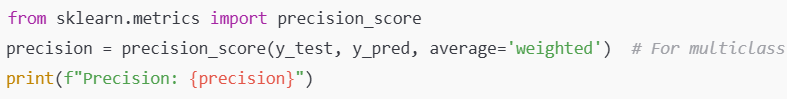 from sklearn.metrics import precision_score
precision = precision_score(y_test, y_pred, average='weighted')  # For multiclass
print(f"Precision: {precision}")